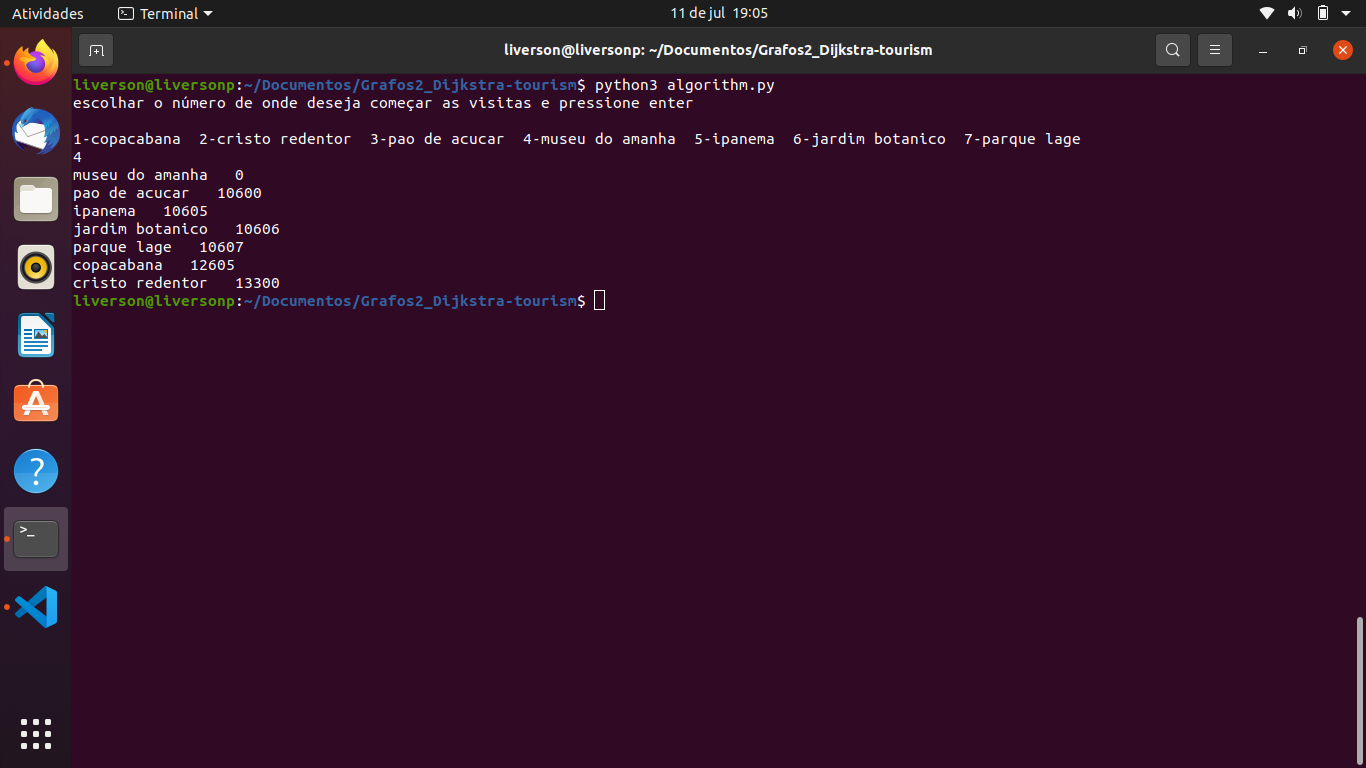 Atividades
Terminal
11 de jul 19:05
liverson@liversonp: ~/Documentos/Grafos2_Dijkstra-tourism
liverson@liversonp:~/Documentos/Grafos2_Dijkstra-tourism$ python3 algorithm.py
escolhar o número de onde deseja começar as visitas e pressione enter
1-copacabana  2-cristo redentor  3-pao de acucar  4-museu do amanha  5-ipanema  6-jardim botanico  7-parque lage
4
museu do amanha   0
pao de acucar   10600
ipanema   10605
jardim botanico   10606
parque lage   10607
copacabana   12605
cristo redentor   13300
liverson@liversonp:~/Documentos/Grafos2_Dijkstra-tourism$